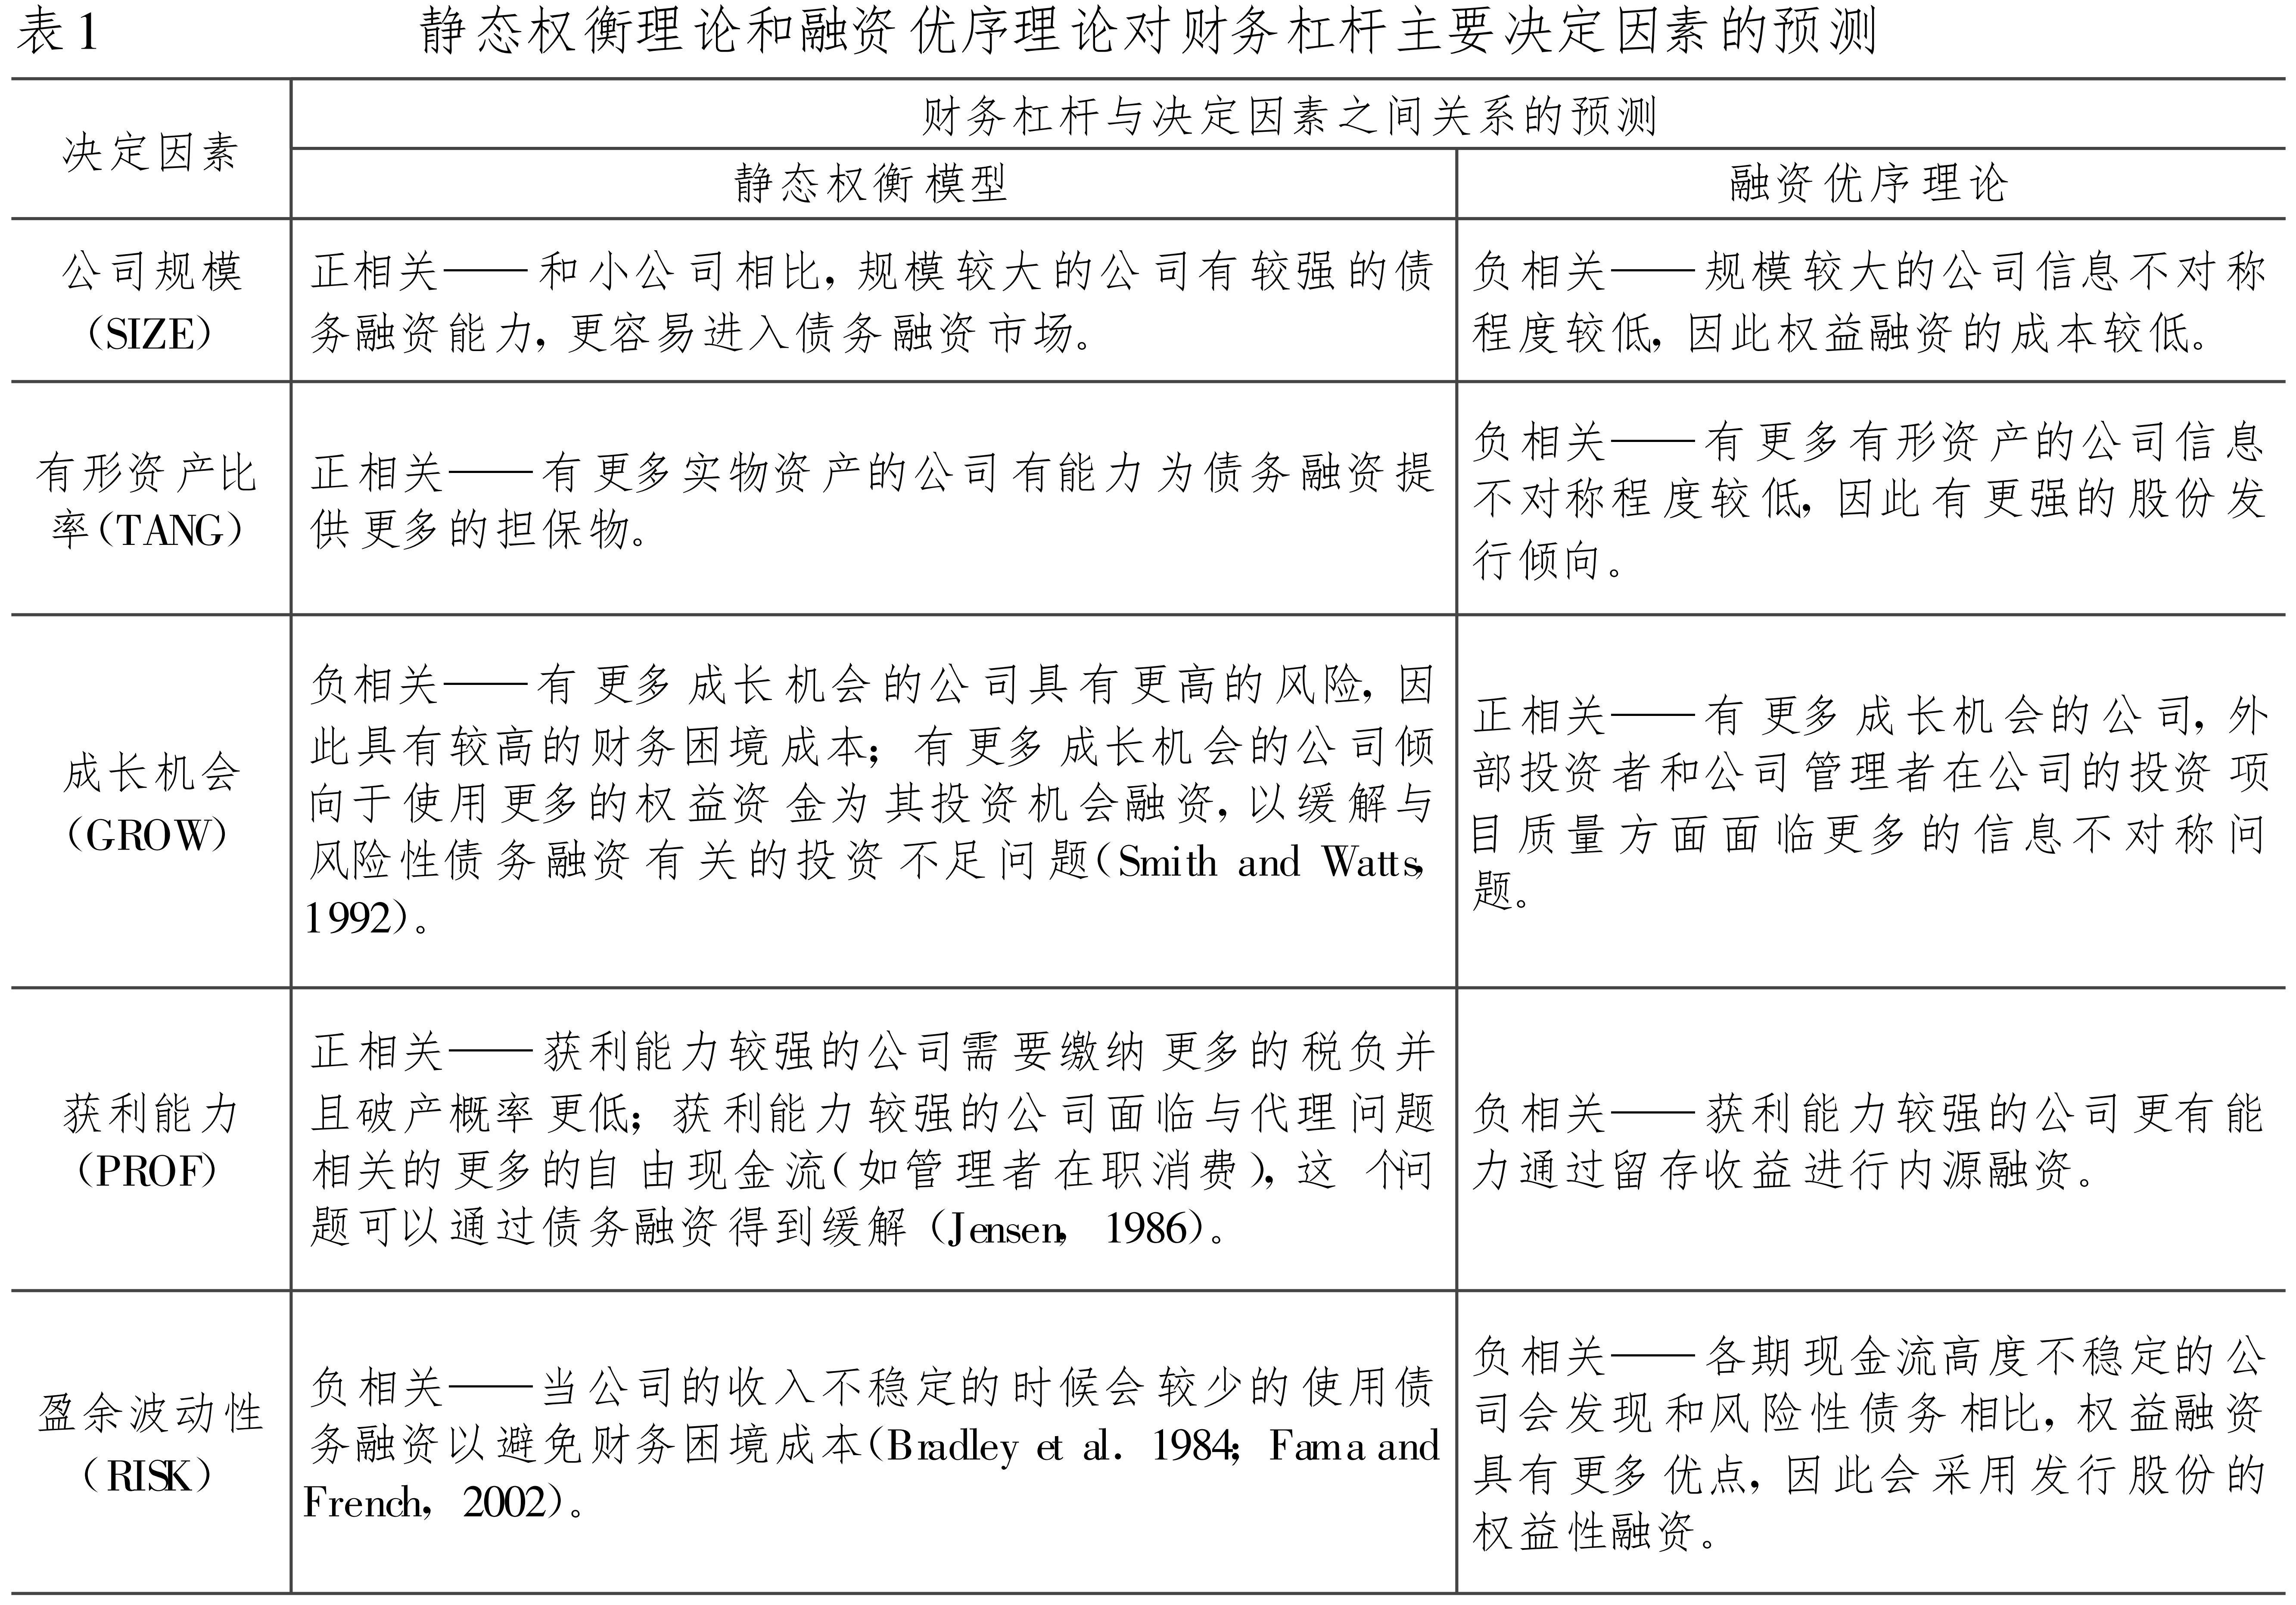 表1 静态权衡理论和融资优序理论对财务杠杆主要决定因素的预测
决定因素
财务杠杆与决定因素之间关系的预测
静态权衡模型
融资优序理论
公司规模
(SIZE)
正相关——和小公司相比,规模较大的公司有较强的债
务融资能力,更容易进入债务融资市场。
负相关——规模较大的公司信息不对称
程度较低,因此权益融资的成本较低。
有形资产比
率(TANG)
正相关——有更多实物资产的公司有能力为债务融资提
供更多的担保物。
负相关——有更多有形资产的公司信息
不对称程度较低,因此有更强的股份发
行倾向。
成长机会
(GROW)
负相关——有更多成长机会的公司具有更高的风险,因
此具有较高的财务困境成本;有更多成长机会的公司倾
向于使用更多的权益资金为其投资机会融资,以缓解与
风险性债务融资有关的投资不足问题(Smith and Watts,
1992)。
正相关——有更多成长机会的公司,外
部投资者和公司管理者在公司的投资项
目质量方面面临更多的信息不对称问
题。
获利能力
(PROF)
正相关——获利能力较强的公司需要缴纳更多的税负并
且破产概率更低;获利能力较强的公司面临与代理问题
相关的更多的自由现金流(如管理者在职消费),这个问
题可以通过债务融资得到缓解(Jensen, 1986)。
负相关——获利能力较强的公司更有能
力通过留存收益进行内源融资。
盈余波动性
(RISK)
负相关——当公司的收入不稳定的时候会较少的使用债
务融资以避免财务困境成本(Bradley et al. 1984; Fama and
French, 2002)。
负相关——各期现金流高度不稳定的公
司会发现和风险性债务相比,权益融资
具有更多优点,因此会采用发行股份的
权益性融资。